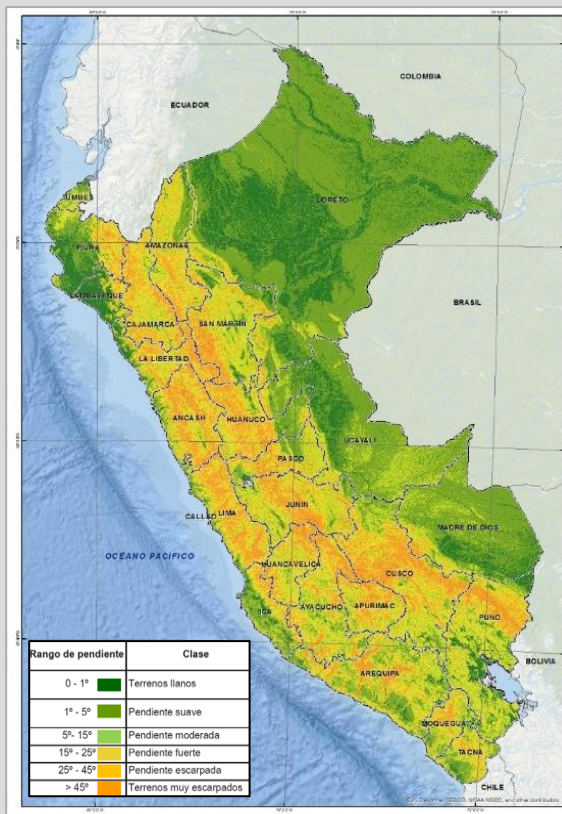 COLOMBIA
ECUADOR
LORETO
TUMBES
PIURA
AMAZONAS
LAMBAYEQUE
BRASIL
CAJAMARCA
SAN MARTIN
LA LIBERTAD
ANCASH
HUANUCO
UCAYALI
PASCO
JUNIN
CALLAO
LIMA
MADRE DE DIOS
OCÉANO PACÍFICO
HUANCAVELICA
CUSCO
ICA
AYACUCHO
APURIMAC
PUNO
BOLIVIA
AREQUIPA
MOQUEGUA
TACNA
CHILE
Rango de pendiente Clase
0 - 1º Terrenos llanos
1º - 5º Pendiente suave
5º- 15º Pendiente moderada
15º - 25º Pendiente fuerte
25º - 45º Pendiente escarpada
> 45º Terrenos muy escarpados